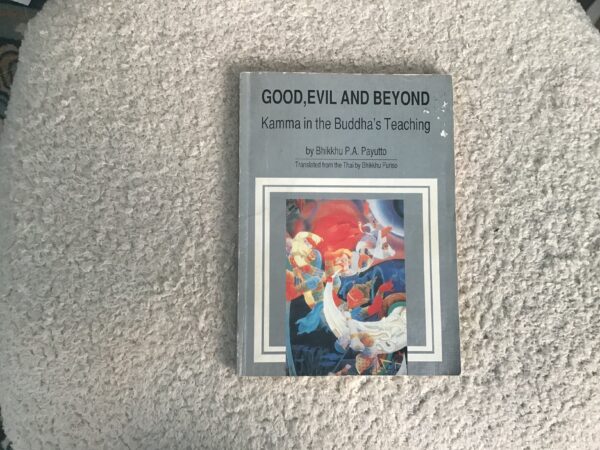 GOOD,EVIL AND BEYOND
Kamma in the Buddha's Teaching
by Bhikkhu P.A. Payutto
Translated from the Thai by Bhikkhu Puriso